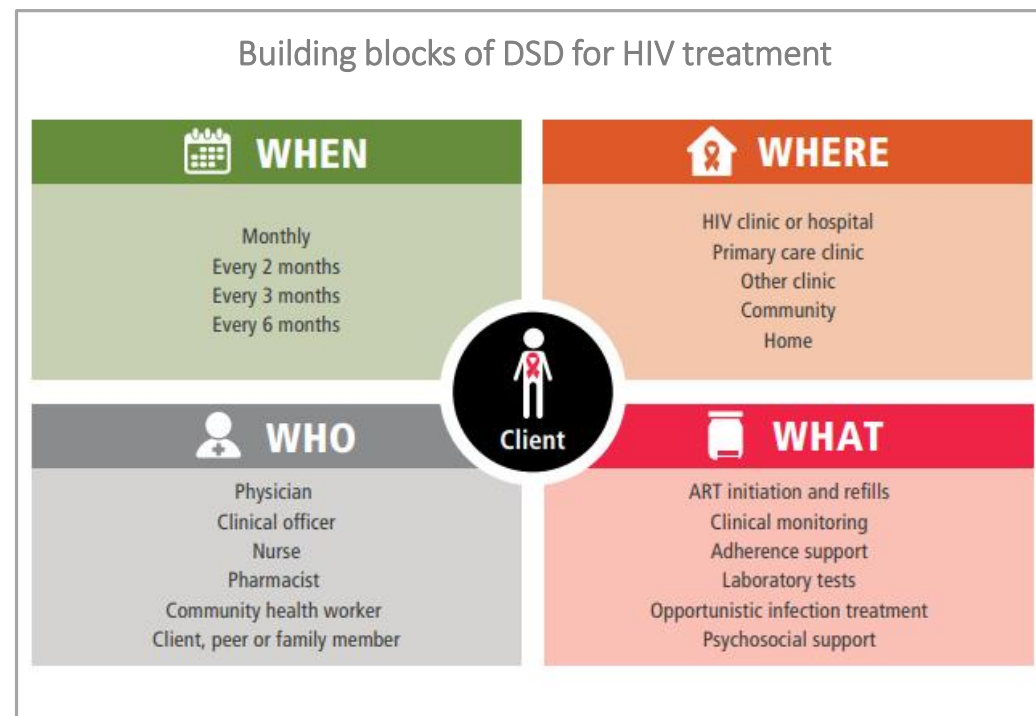 Building blocks of DSD for HIV treatment
WHEN
Monthly
Every 2 months
Every 3 months
Every 6 months
WHERE
HIV clinic or hospital
Primary care clinic
Other clinic
Community
Home
Client
WHO
Physician
Clinical officer
Nurse
Pharmacist
Community health worker
Client, peer or family member
WHAT
ART initiation and refills
Clinical monitoring
Adherence support
Laboratory tests
Opportunistic infection treatment
Psychosocial support